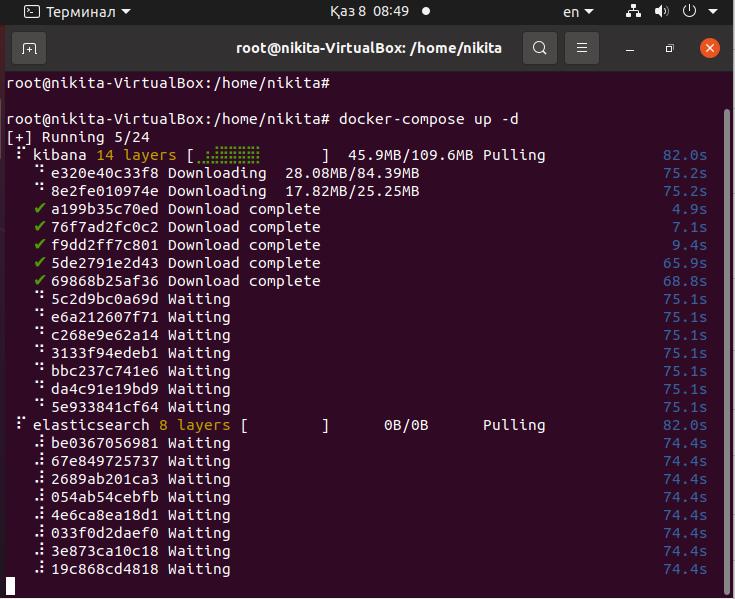 Терминал Қаз 8 08:49 en
root@nikita-VirtualBox: /home/nikita
root@nikita-VirtualBox:/home/nikita#
root@nikita-VirtualBox:/home/nikita# docker-compose up -d
[+] Running 5/24
⠏ kibana 14 layers [⣀⣾⣿⣿⣿⣿⣿ ] 45.9MB/109.6MB Pulling 82.0s
⠙ e320e40c33f8 Downloading 28.08MB/84.39MB 75.2s
⠙ 8e2fe010974e Downloading 17.82MB/25.25MB 75.2s
✔ a199b35c70ed Download complete 4.9s
✔ 76f7ad2fc0c2 Download complete 7.1s
✔ f9dd2ff7c801 Download complete 9.4s
✔ 5de2791e2d43 Download complete 65.9s
✔ 69868b25af36 Download complete 68.8s
⠙ 5c2d9bc0a69d Waiting 75.1s
⠙ e6a212607f71 Waiting 75.1s
⠙ c268e9e62a14 Waiting 75.1s
⠙ 3133f94edeb1 Waiting 75.1s
⠙ bbc237c741e6 Waiting 75.1s
⠙ da4c91e19bd9 Waiting 75.1s
⠙ 5e933841cf64 Waiting 75.1s
⠏ elasticsearch 8 layers [ ] 0B/0B Pulling 82.0s
⠼ be0367056981 Waiting 74.4s
⠼ 67e849725737 Waiting 74.4s
⠼ 2689ab201ca3 Waiting 74.4s
⠼ 054ab54cebfb Waiting 74.4s
⠼ 4e6ca8ea18d1 Waiting 74.4s
⠼ 033f0d2daef0 Waiting 74.4s
⠼ 3e873ca10c18 Waiting 74.4s
⠼ 19c868cd4818 Waiting 74.4s